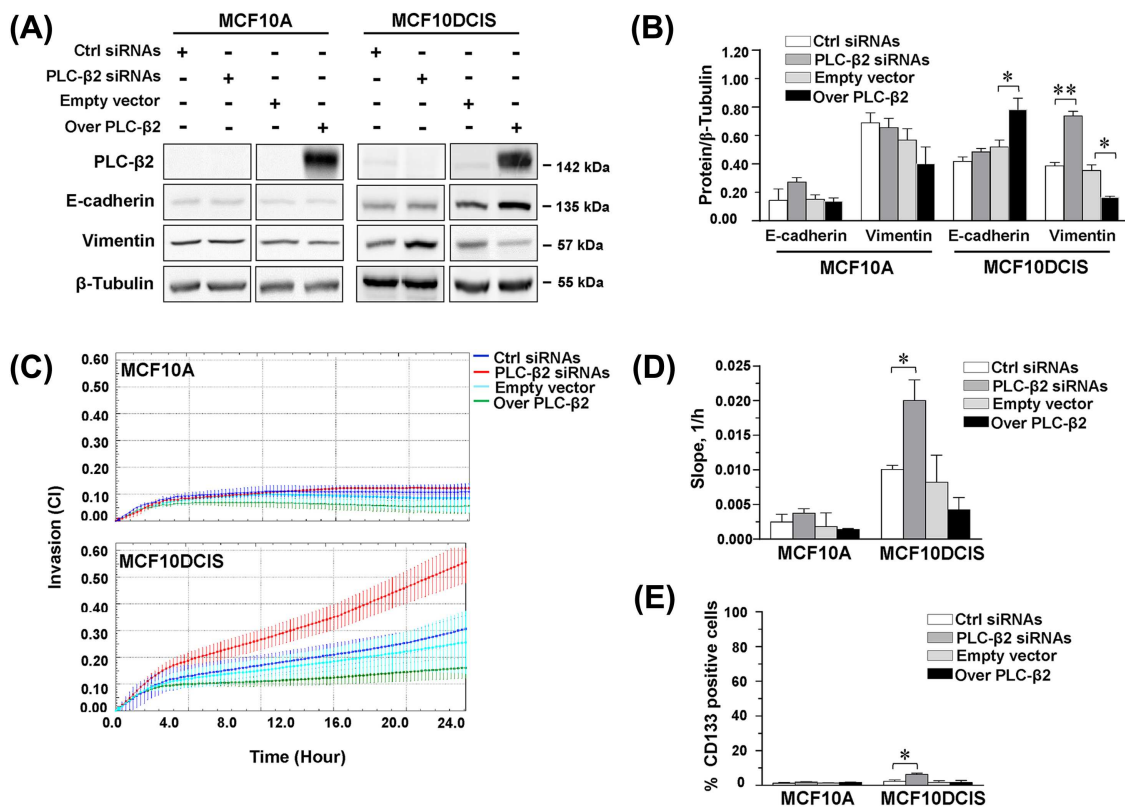 (A)
MCF10A MCF10DCIS
Ctrl siRNAs + - - - + - - -
PLC-β2 siRNAs - + - - - + - -
Empty vector - - + - - - + -
Over PLC-β2 - - - + - - - +
PLC-β2 – 142 kDa
E-cadherin – 135 kDa
Vimentin – 57 kDa
β-Tubulin – 55 kDa
(B)
Ctrl siRNAs
PLC-β2 siRNAs
Empty vector
Over PLC-β2
Protein/β-Tubulin
1.20
1.00
0.80
0.60
0.40
0.20
0.00
* ** *
E-cadherin Vimentin E-cadherin Vimentin
MCF10A MCF10DCIS
(C)
Invasion (CI)
MCF10A
0.60
0.50
0.40
0.30
0.20
0.10
0.00
Ctrl siRNAs
PLC-β2 siRNAs
Empty vector
Over PLC-β2
MCF10DCIS
0.60
0.50
0.40
0.30
0.20
0.10
0.00
0.0 4.0 8.0 12.0 16.0 20.0 24.0
Time (Hour)
(D)
Slope, 1/h
0.025
0.020
0.015
0.010
0.005
0.000
*
Ctrl siRNAs
PLC-β2 siRNAs
Empty vector
Over PLC-β2
MCF10A MCF10DCIS
(E)
% CD133 positive cells
100
80
60
40
20
0
*
Ctrl siRNAs
PLC-β2 siRNAs
Empty vector
Over PLC-β2
MCF10A MCF10DCIS